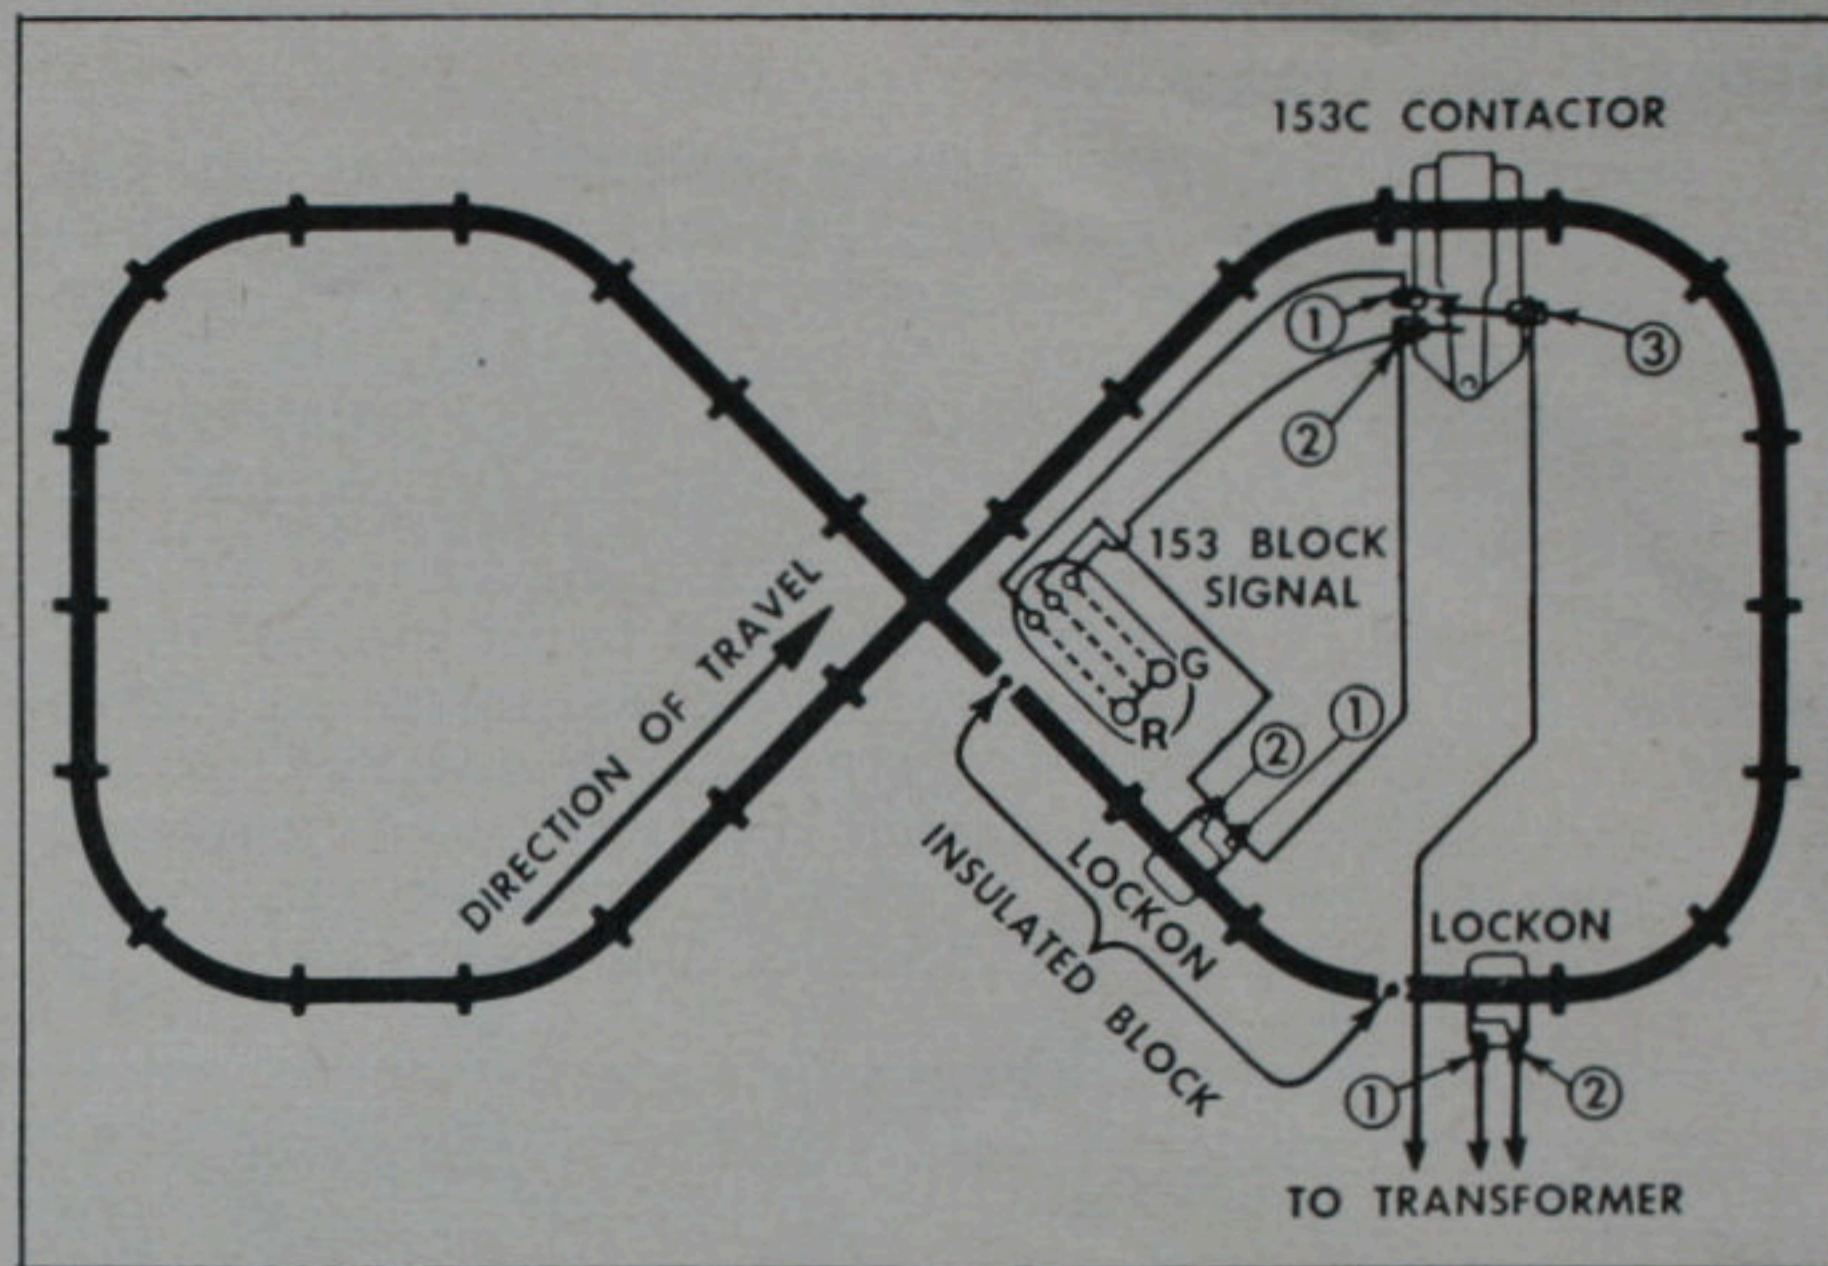 153C CONTACTOR
1
3
2
153 BLOCK
SIGNAL
G
R
DIRECTION OF TRAVEL
2
1
LOCKON
INSULATED BLOCK
LOCKON
1
2
TO TRANSFORMER